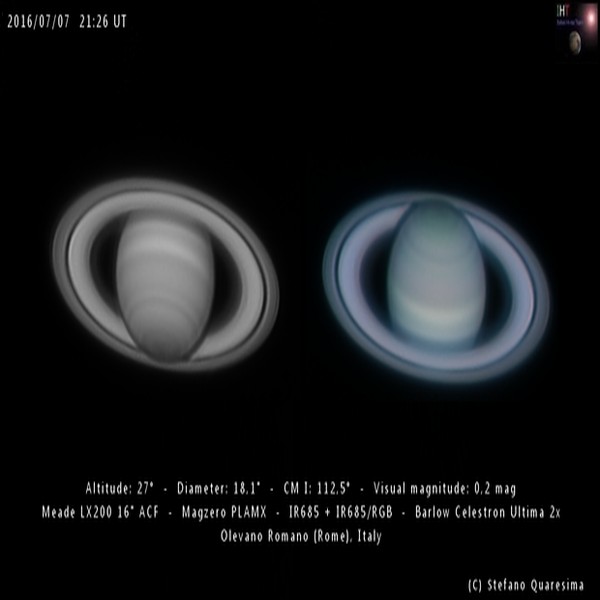 2016/07/07 21:26 UT
IHT
Altitude: 27° - Diameter: 18.1" - CM I: 112.5° - Visual magnitude: 0.2 mag
Meade LX200 16" ACF - Magzero PLAMX - IR685 + IR685/RGB - Barlow Celestron Ultima 2x
Olevano Romano (Rome), Italy
(C) Stefano Quaresima